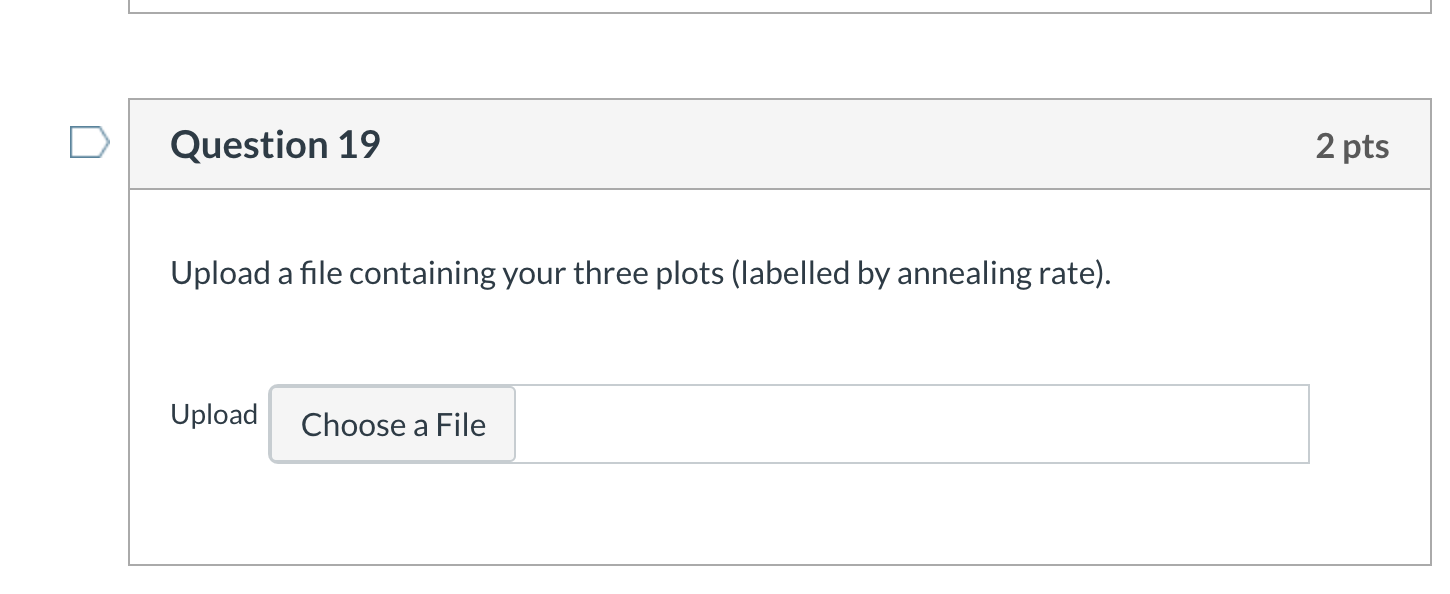 Question 19
2 pts
Upload a file containing your three plots (labelled by annealing rate).
Upload
Choose a File